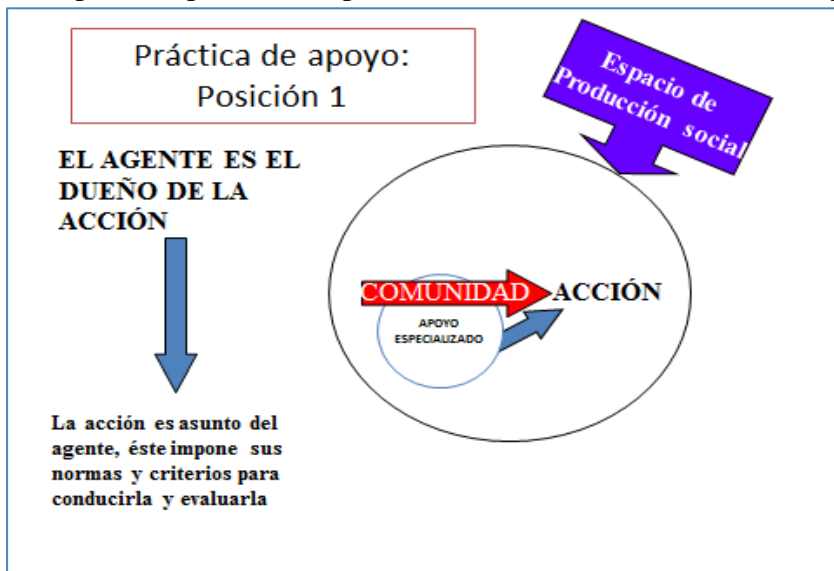 Práctica de apoyo:
Posición 1
Espacio de
Producción social
EL AGENTE ES EL
DUEÑO DE LA
ACCIÓN
COMUNIDAD
ACCIÓN
APOYO
ESPECIALIZADO
La acción es asunto del
agente, éste impone sus
normas y criterios para
conducirla y evaluarla